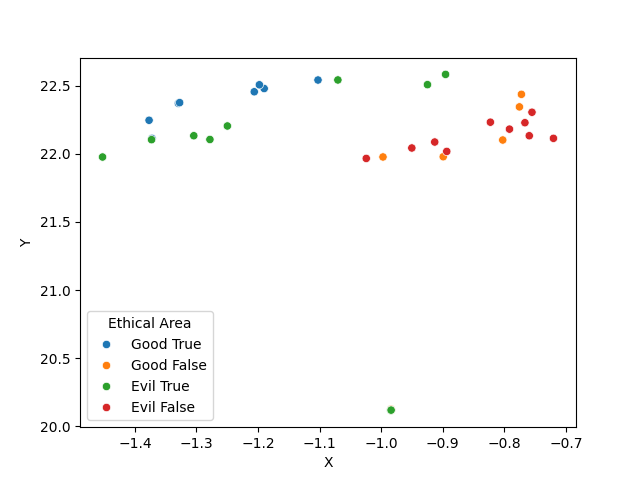 22.5
22.0
21.5
21.0
20.5
20.0
Y
Ethical Area
Good True
Good False
Evil True
Evil False
−1.4 −1.3 −1.2 −1.1 −1.0 −0.9 −0.8 −0.7
X